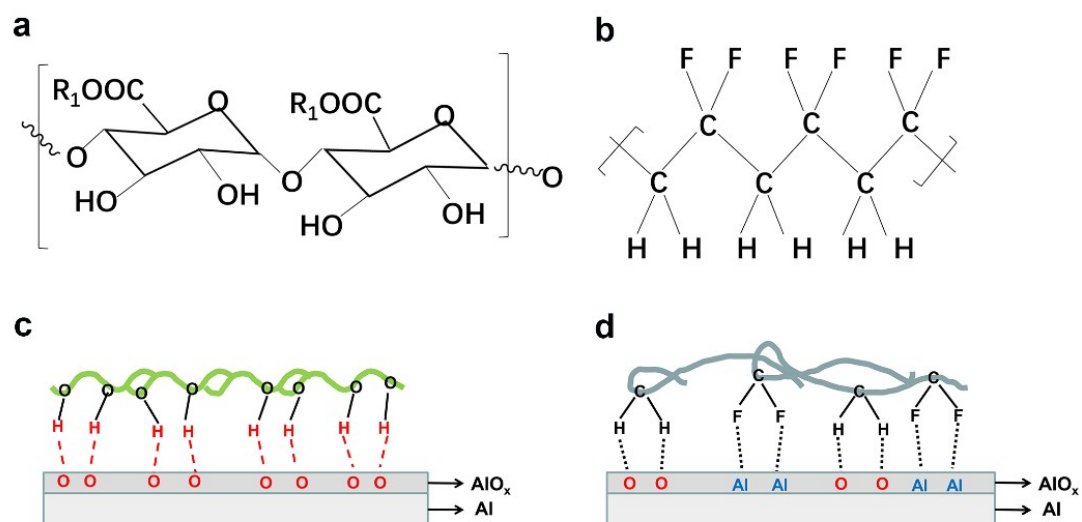 a
R₁OOC
O
R₁OOC
O
O
HO
OH
O
HO
OH
O
b
F F F F F F
C C C
C C C
H H H H H H
c
O O O O O O O O
H H H H H H H H
O O O O O O O O
AlOₓ
Al
d
C C C C
H H F F H H F F
O O Al Al O O Al Al
AlOₓ
Al